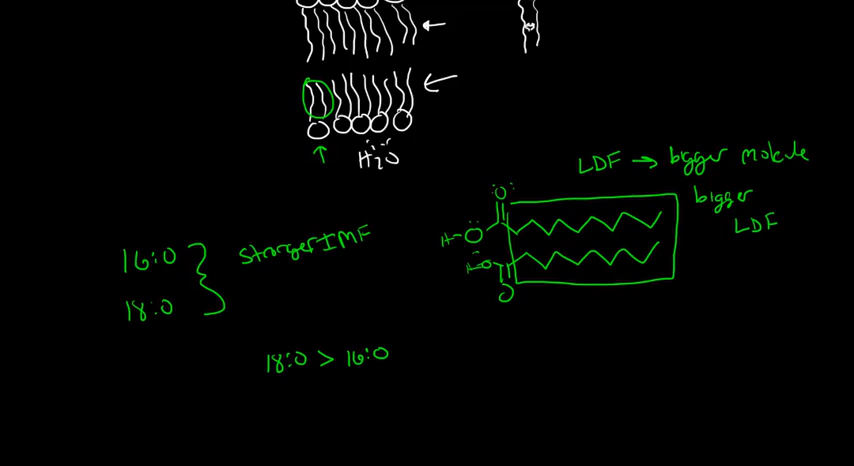 H₂O
LDF → bigger molecule
bigger
LDF
O
H-O
H-O
O
16:0
18:0
stronger IMF
18:0 > 16:0